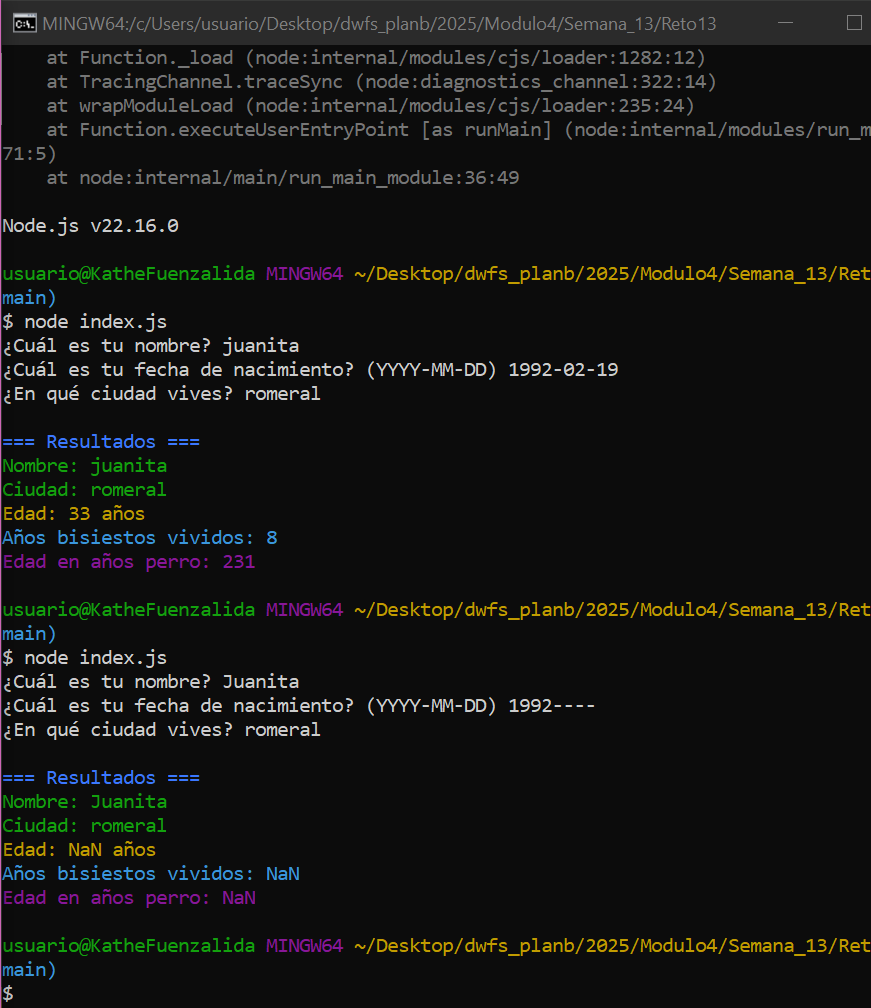 MINGW64:/c/Users/usuario/Desktop/dwfs_planb/2025/Modulo4/Semana_13/Reto13
at Function._load (node:internal/modules/cjs/loader:1282:12)
at TracingChannel.traceSync (node:diagnostics_channel:322:14)
at wrapModuleLoad (node:internal/modules/cjs/loader:235:24)
at Function.executeUserEntryPoint [as runMain] (node:internal/modules/run_m
71:5)
at node:internal/main/run_main_module:36:49
Node.js v22.16.0
usuario@KatheFuenzalida MINGW64 ~/Desktop/dwfs_planb/2025/Modulo4/Semana_13/Ret
main)
$ node index.js
¿Cuál es tu nombre? juanita
¿Cuál es tu fecha de nacimiento? (YYYY-MM-DD) 1992-02-19
¿En qué ciudad vives? romeral
=== Resultados ===
Nombre: juanita
Ciudad: romeral
Edad: 33 años
Años bisiestos vividos: 8
Edad en años perro: 231
usuario@KatheFuenzalida MINGW64 ~/Desktop/dwfs_planb/2025/Modulo4/Semana_13/Ret
main)
$ node index.js
¿Cuál es tu nombre? Juanita
¿Cuál es tu fecha de nacimiento? (YYYY-MM-DD) 1992----
¿En qué ciudad vives? romeral
=== Resultados ===
Nombre: Juanita
Ciudad: romeral
Edad: NaN años
Años bisiestos vividos: NaN
Edad en años perro: NaN
usuario@KatheFuenzalida MINGW64 ~/Desktop/dwfs_planb/2025/Modulo4/Semana_13/Ret
main)
$